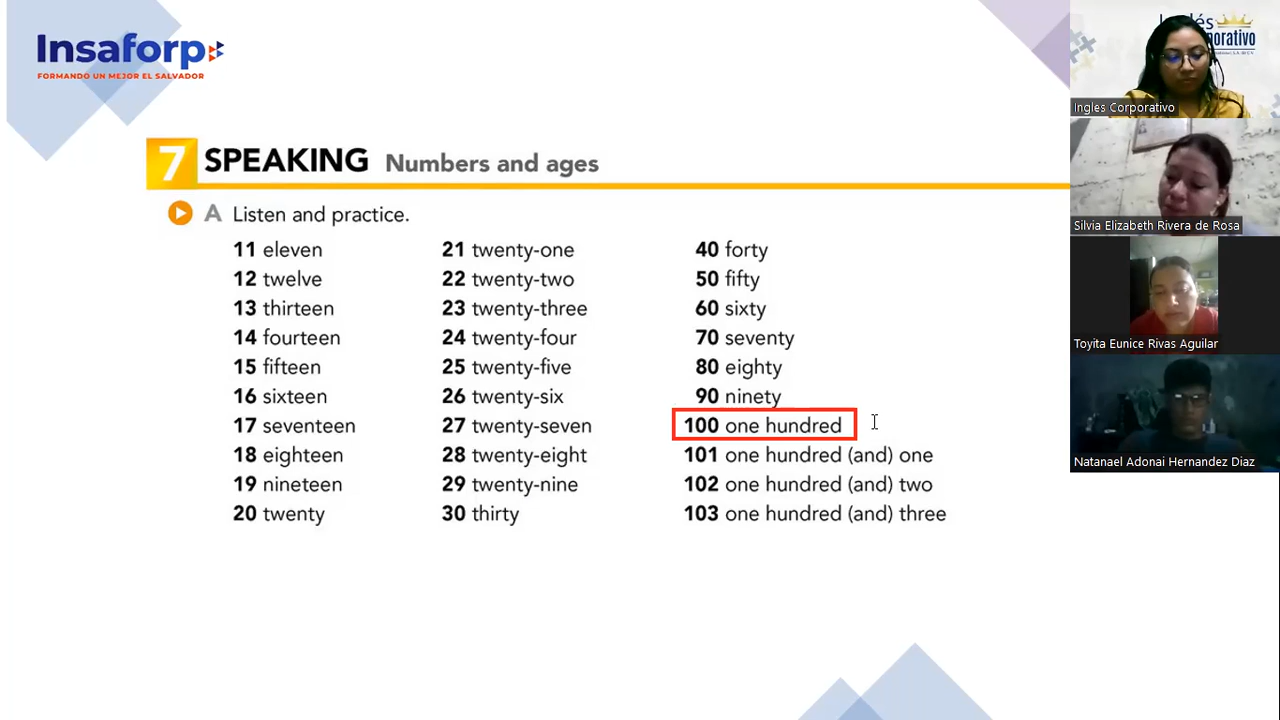 Insaforp
FORMANDO UN MEJOR EL SALVADOR
7 SPEAKING Numbers and ages
A Listen and practice.
11 eleven
12 twelve
13 thirteen
14 fourteen
15 fifteen
16 sixteen
17 seventeen
18 eighteen
19 nineteen
20 twenty
21 twenty-one
22 twenty-two
23 twenty-three
24 twenty-four
25 twenty-five
26 twenty-six
27 twenty-seven
28 twenty-eight
29 twenty-nine
30 thirty
40 forty
50 fifty
60 sixty
70 seventy
80 eighty
90 ninety
100 one hundred
101 one hundred (and) one
102 one hundred (and) two
103 one hundred (and) three
Ingles Corporativo
Silvia Elizabeth Rivera de Rosa
Toyita Eunice Rivas Aguilar
Natanael Adonai Hernandez Diaz